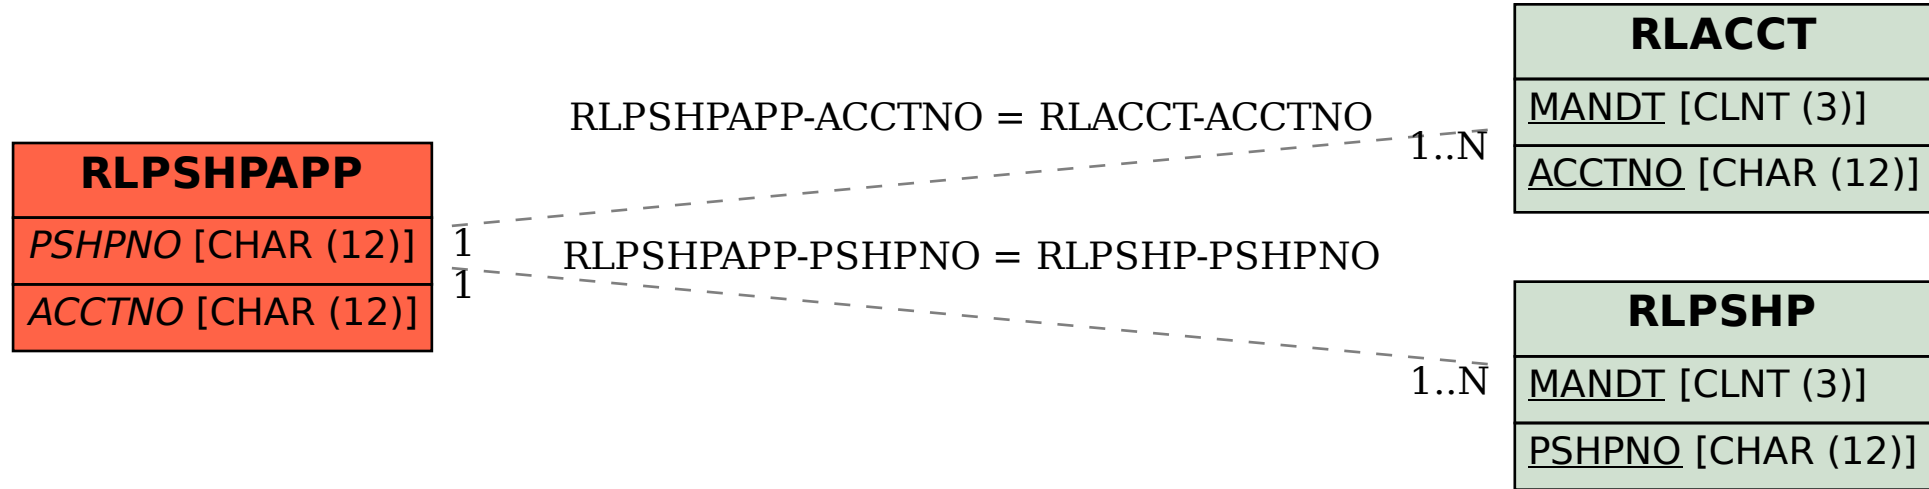 RLPSHPAPP
PSHPNO [CHAR (12)]
ACCTNO [CHAR (12)]
RLPSHPAPP-ACCTNO = RLACCT-ACCTNO
1..N
1
RLPSHPAPP-PSHPNO = RLPSHP-PSHPNO
1
1..N
RLACCT
MANDT [CLNT (3)]
ACCTNO [CHAR (12)]
RLPSHP
MANDT [CLNT (3)]
PSHPNO [CHAR (12)]